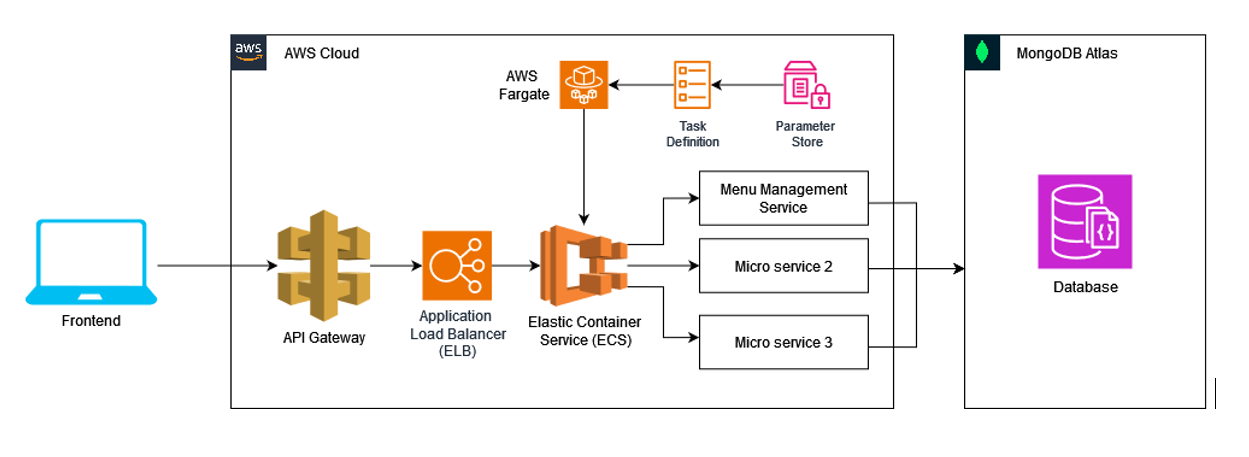 aws
AWS Cloud
MongoDB Atlas
AWS
Fargate
Task
Definition
Parameter
Store
Menu Management
Service
Micro service 2
Micro service 3
Frontend
API Gateway
Application
Load Balancer
(ELB)
Elastic Container
Service (ECS)
{}
Database